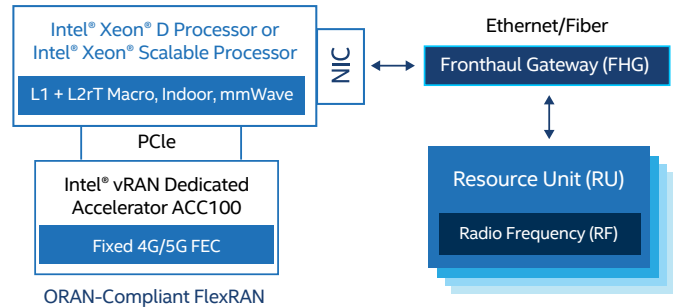 Intel® Xeon® D Processor or
Intel® Xeon® Scalable Processor
L1 + L2rT Macro, Indoor, mmWave
NIC
PCIe
Intel® vRAN Dedicated
Accelerator ACC100
Fixed 4G/5G FEC
ORAN-Compliant FlexRAN
Ethernet/Fiber
Fronthaul Gateway (FHG)
Resource Unit (RU)
Radio Frequency (RF)